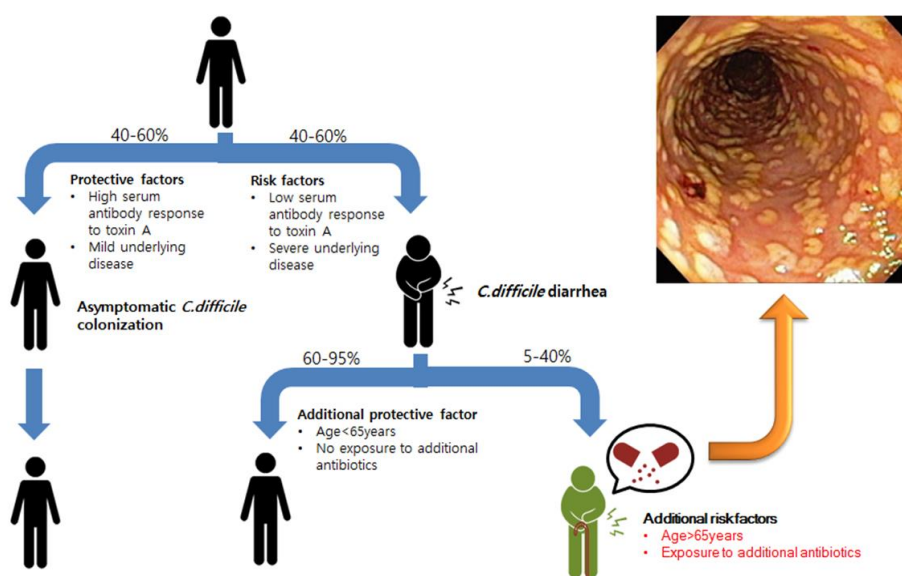 40-60%
40-60%
Protective factors
• High serum
antibody response
to toxin A
• Mild underlying
disease
Risk factors
• Low serum
antibody response
to toxin A
• Severe underlying
disease
Asymptomatic C.difficile
colonization
C.difficile diarrhea
60-95%
5-40%
Additional protective factor
• Age<65years
• No exposure to additional
antibiotics
Additional risk factors
• Age>65years
• Exposure to additional antibiotics